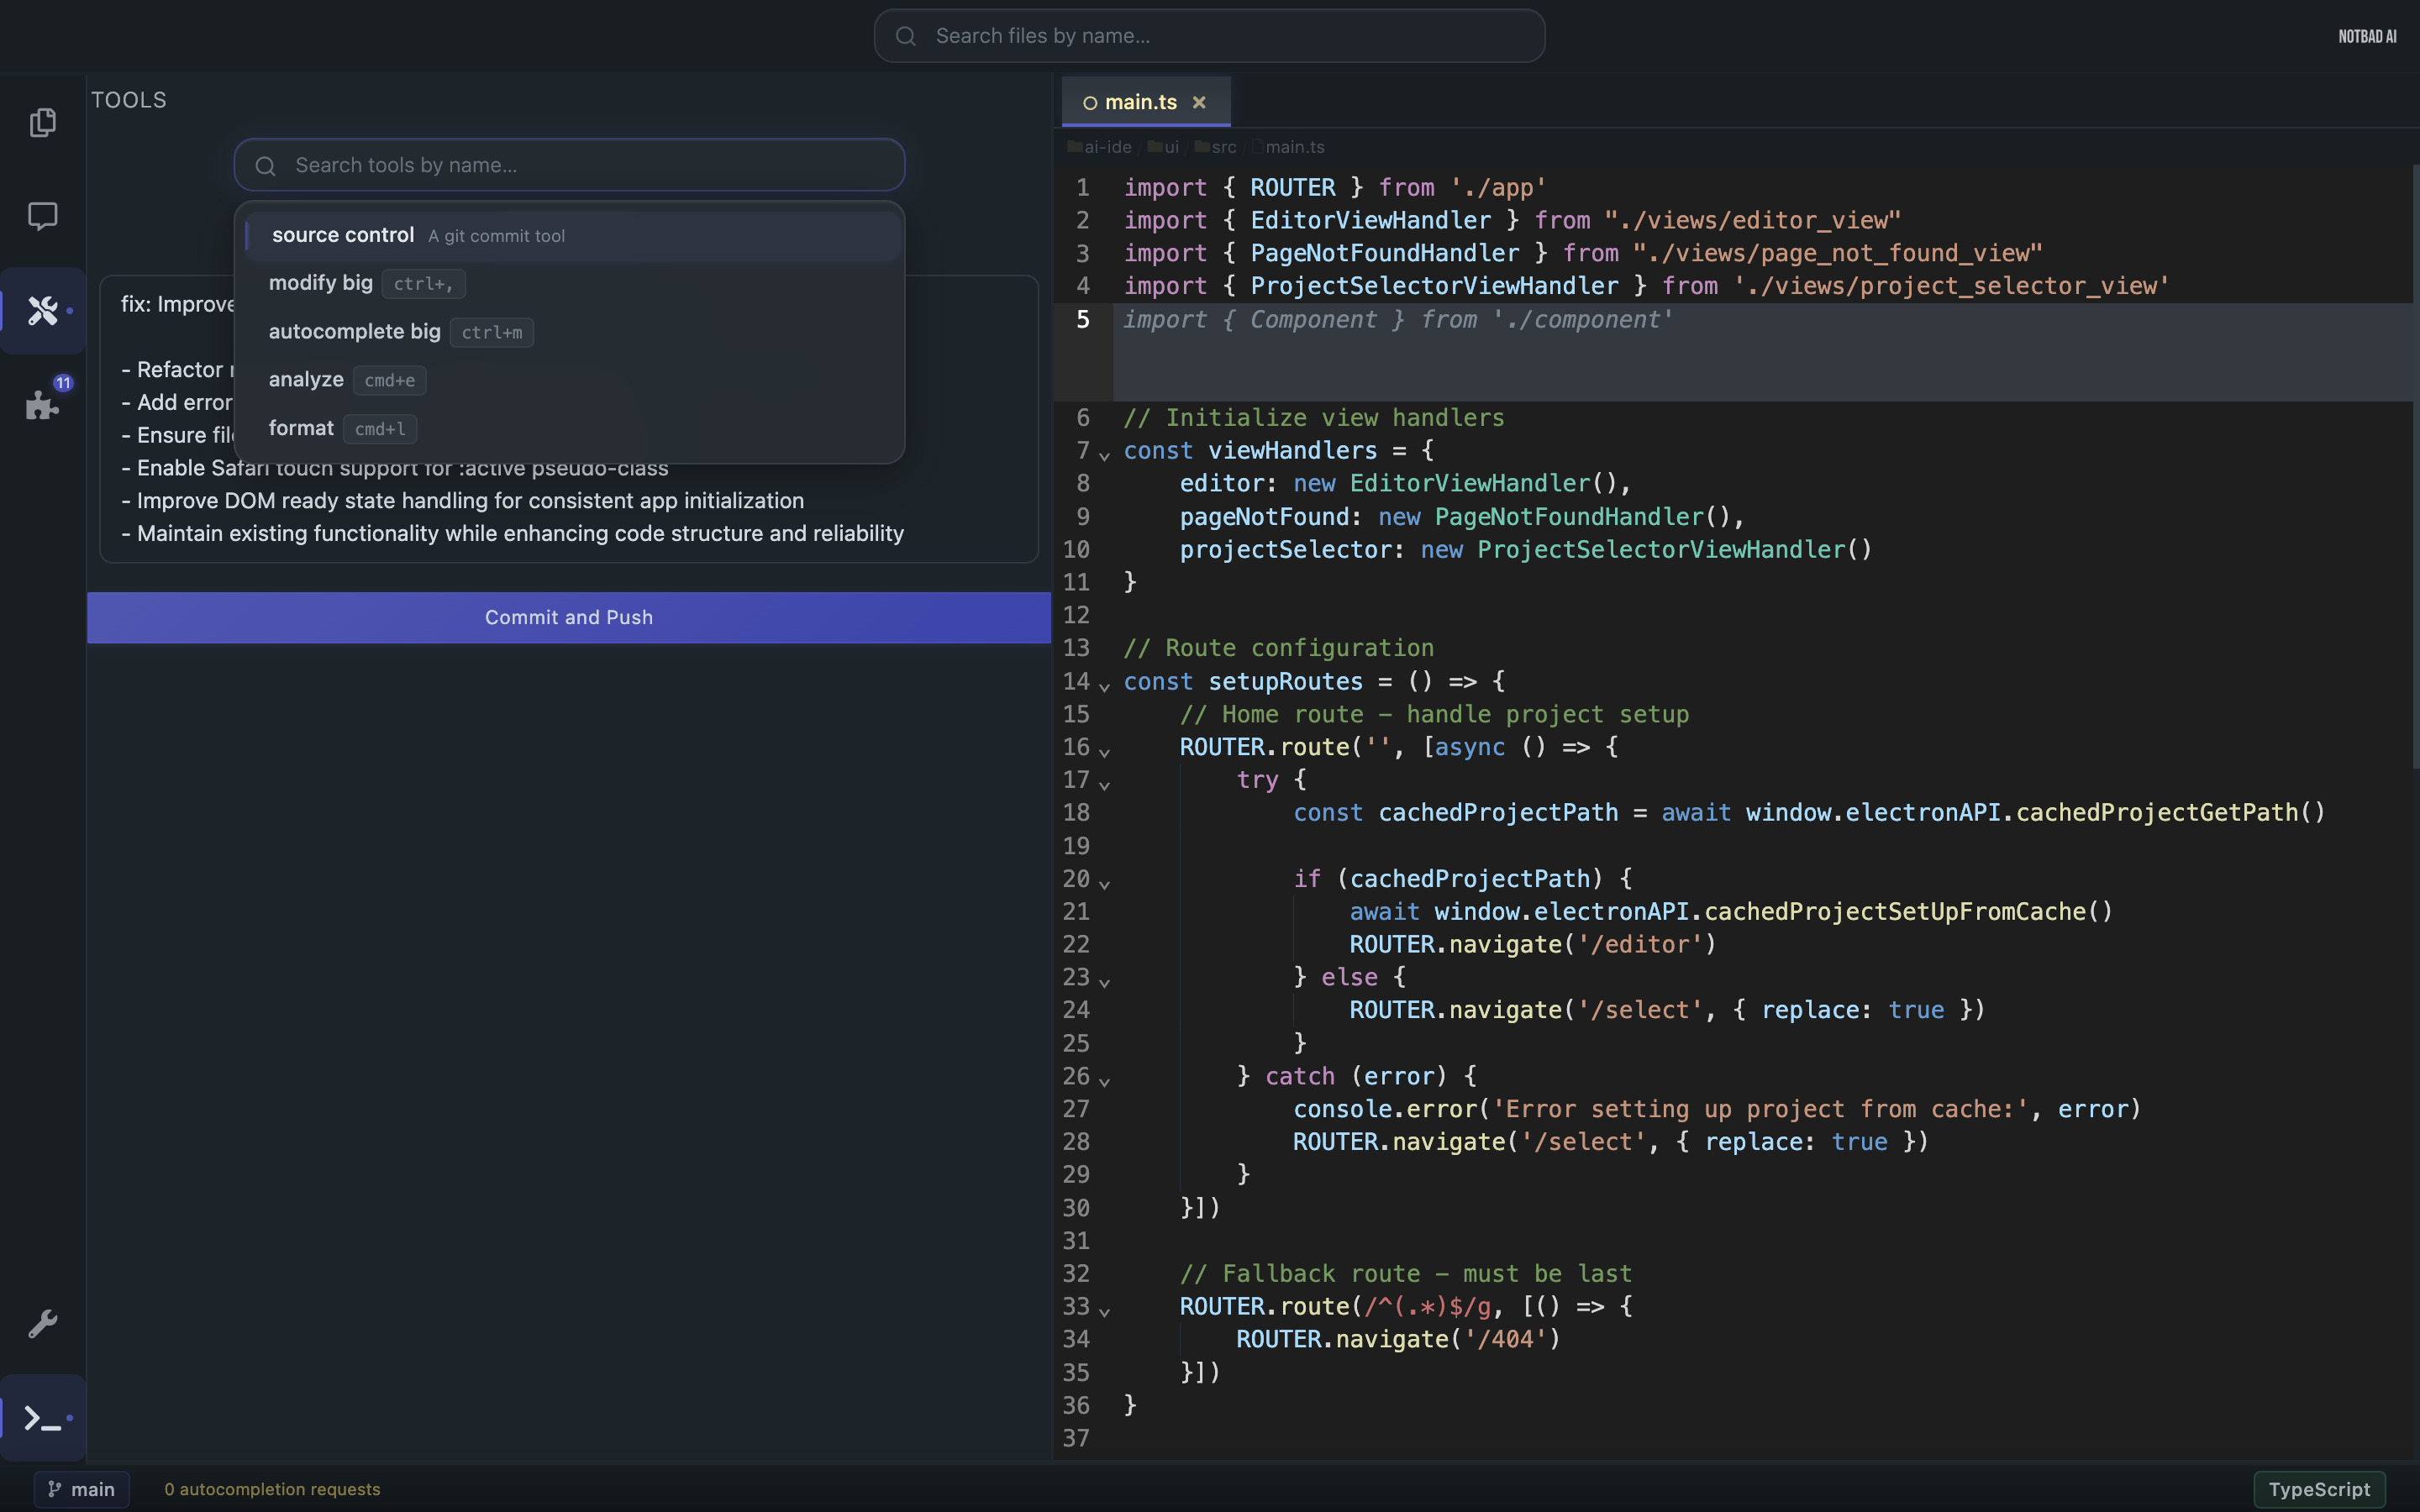 Search files by name...
NOTBAD AI
TOOLS
Search tools by name...
source control A git commit tool
modify big ctrl+,
autocomplete big ctrl+m
analyze cmd+e
format cmd+l
fix: Improve
- Refactor
- Add error
- Ensure
- Enable Safari touch support for :active pseudo-class
- Improve DOM ready state handling for consistent app initialization
- Maintain existing functionality while enhancing code structure and reliability
Commit and Push
11
main
0 autocompletion requests
main.ts ×
ai-ide / ui / src / main.ts
1 import { ROUTER } from './app'
2 import { EditorViewHandler } from "./views/editor_view"
3 import { PageNotFoundHandler } from "./views/page_not_found_view"
4 import { ProjectSelectorViewHandler } from './views/project_selector_view'
5 import { Component } from './component'
6 // Initialize view handlers
7 const viewHandlers = {
8 editor: new EditorViewHandler(),
9 pageNotFound: new PageNotFoundHandler(),
10 projectSelector: new ProjectSelectorViewHandler()
11 }
12
13 // Route configuration
14 const setupRoutes = () => {
15 // Home route – handle project setup
16 ROUTER.route('', [async () => {
17 try {
18 const cachedProjectPath = await window.electronAPI.cachedProjectGetPath()
19
20 if (cachedProjectPath) {
21 await window.electronAPI.cachedProjectSetUpFromCache()
22 ROUTER.navigate('/editor')
23 } else {
24 ROUTER.navigate('/select', { replace: true })
25 }
26 } catch (error) {
27 console.error('Error setting up project from cache:', error)
28 ROUTER.navigate('/select', { replace: true })
29 }
30 }])
31
32 // Fallback route – must be last
33 ROUTER.route(/^(.*)$/g, [() => {
34 ROUTER.navigate('/404')
35 }])
36 }
37
TypeScript